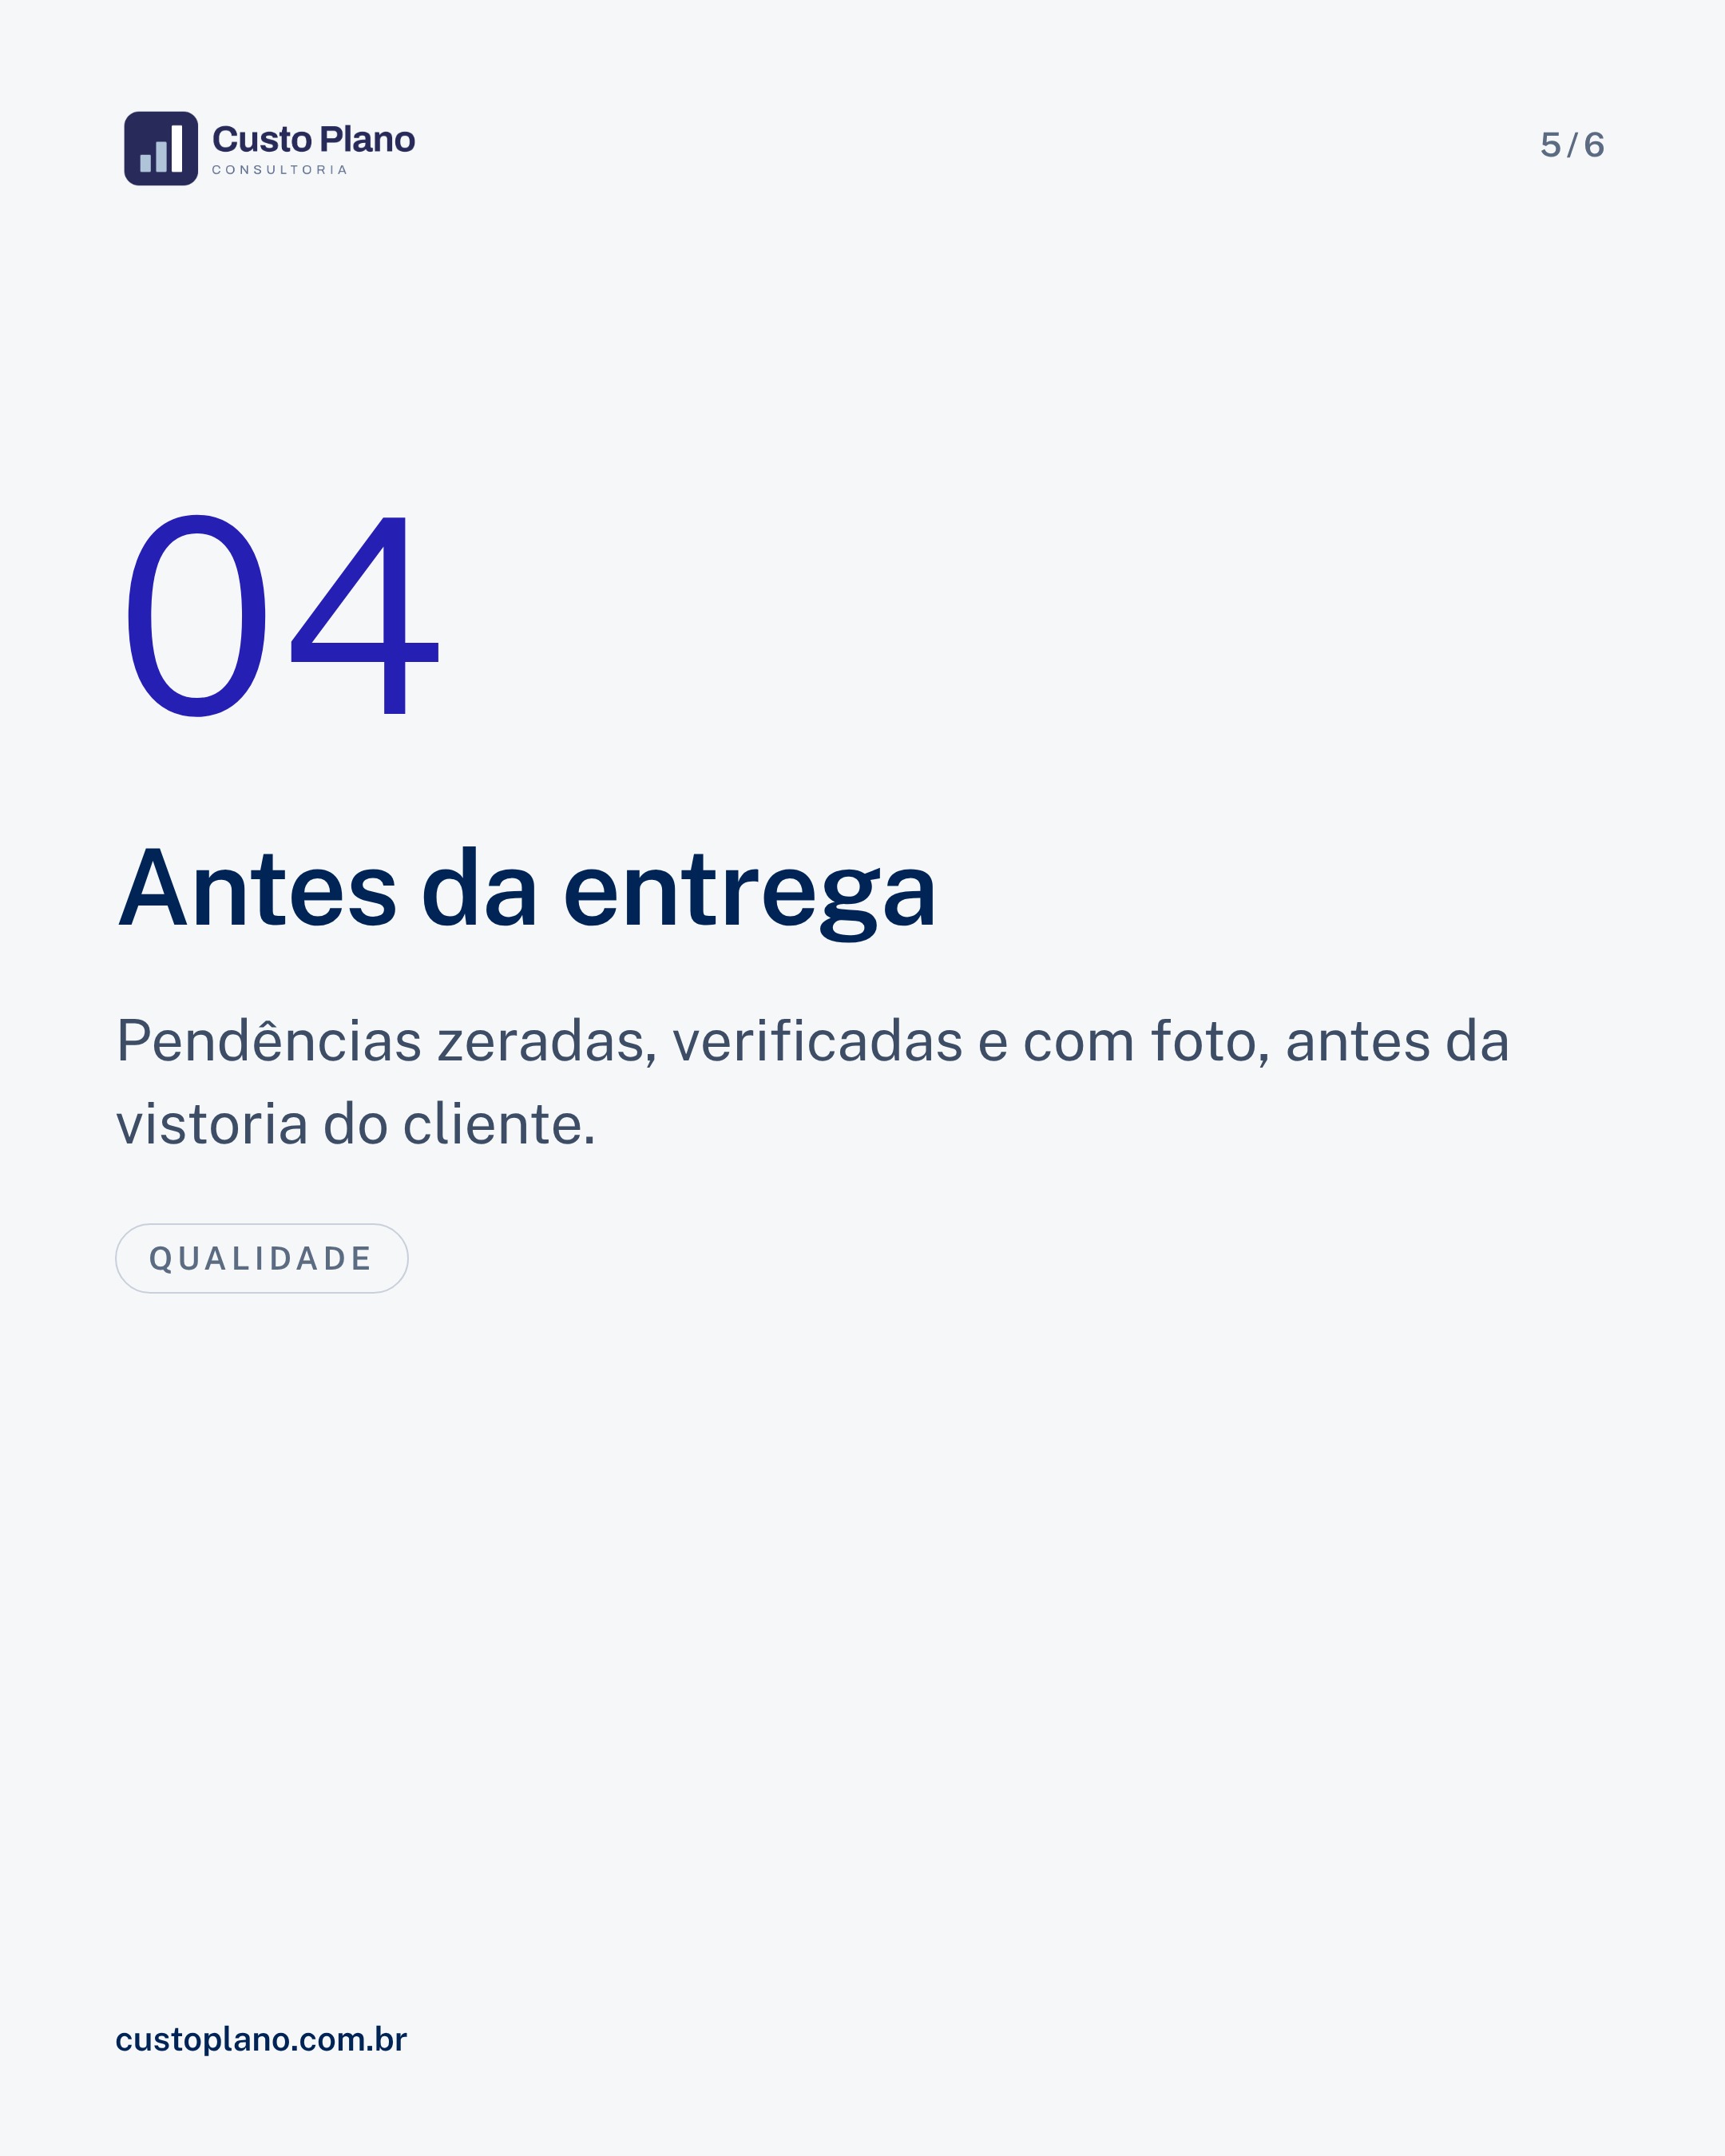 Custo Plano
CONSULTORIA
5/6
04
Antes da entrega
Pendências zeradas, verificadas e com foto, antes da
vistoria do cliente.
QUALIDADE
custoplano.com.br